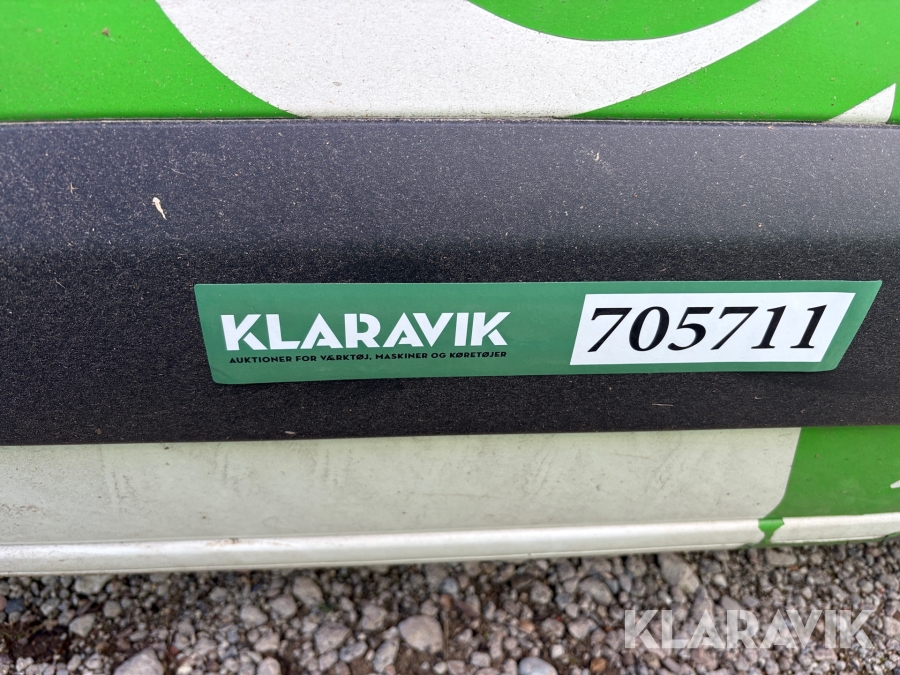 KLARAVIK
AUKTIONER FOR VÆRKTØJ, MASKINER OG KØRETØJER
705711
KLARAVIK